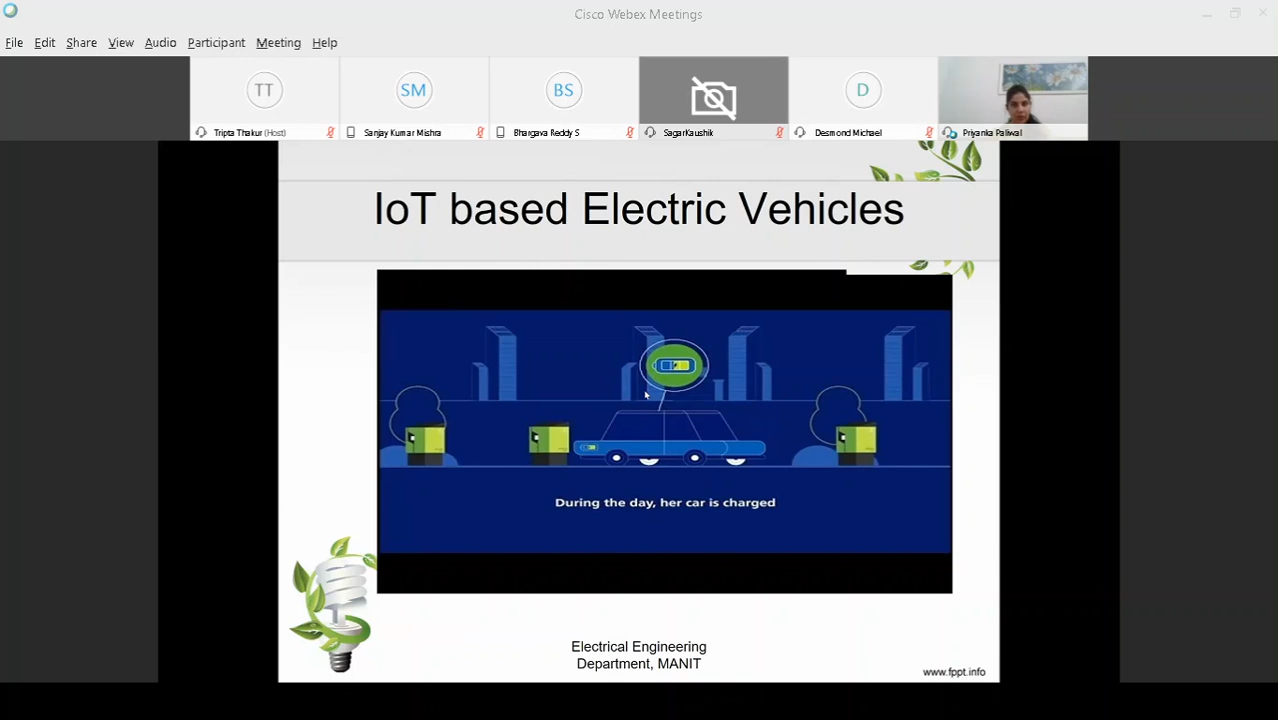 Cisco Webex Meetings
File Edit Share View Audio Participant Meeting Help
TT SM BS D
Tripta Thakur (Host) Sanjay Kumar Mishra Bhargava Reddy S SagarKaushik Desmond Michael Priyanka Paliwal
IoT based Electric Vehicles
During the day, her car is charged
Electrical Engineering
Department, MANIT
www.fppt.info